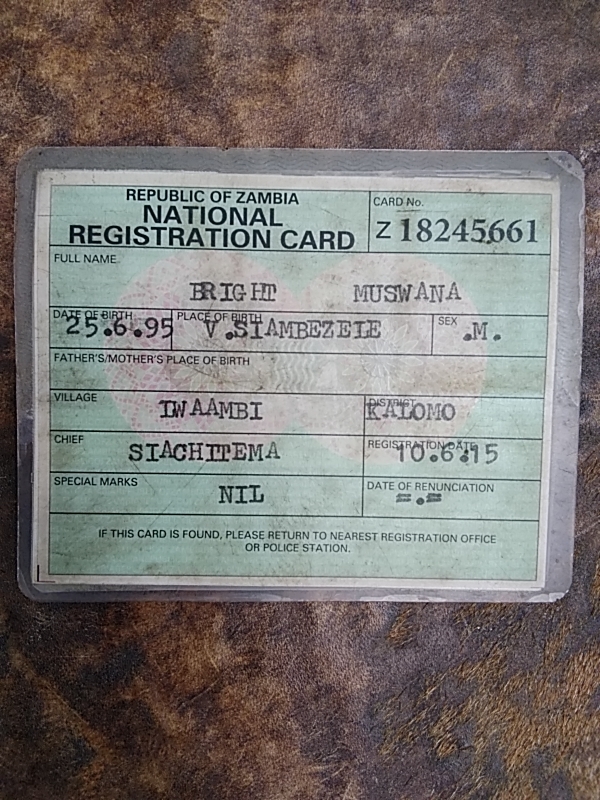 REPUBLIC OF ZAMBIA
NATIONAL
REGISTRATION CARD
CARD No.
Z 18245661
FULL NAME
BRIGHT MUSWANA
DATE OF BIRTH
25.6.95
PLACE OF BIRTH
V.SIAMBEZELE
SEX
.M.
FATHER'S/MOTHER'S PLACE OF BIRTH
VILLAGE
LWAAMBI
DISTRICT
KALOMO
CHIEF
SIACHITEMA
REGISTRATION DATE
10.6.15
SPECIAL MARKS
NIL
DATE OF RENUNCIATION
=.=
IF THIS CARD IS FOUND, PLEASE RETURN TO NEAREST REGISTRATION OFFICE
OR POLICE STATION.